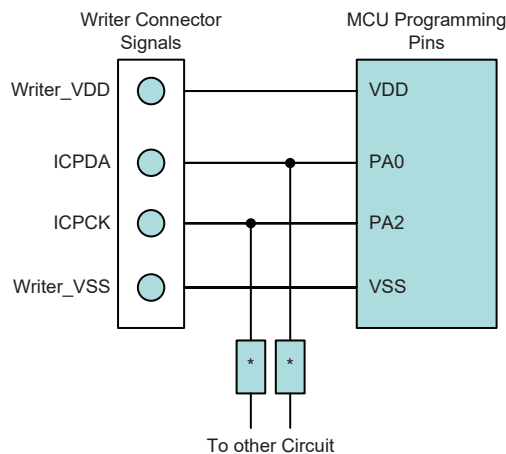 Writer Connector
Signals
MCU Programming
Pins
Writer_VDD
VDD
ICPDA
PA0
ICPCK
PA2
Writer_VSS
VSS
*
*
To other Circuit